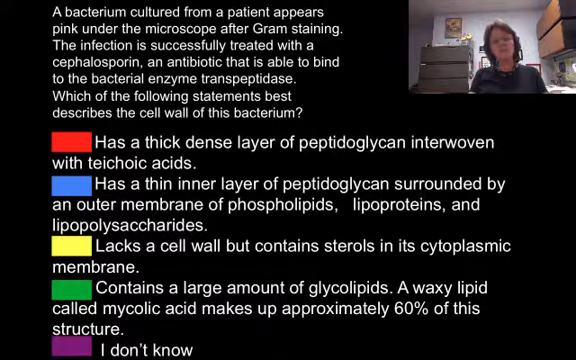 A bacterium cultured from a patient appears
pink under the microscope after Gram staining.
The infection is successfully treated with a
cephalosporin, an antibiotic that is able to bind
to the bacterial enzyme transpeptidase.
Which of the following statements best
describes the cell wall of this bacterium?
Has a thick dense layer of peptidoglycan interwoven
with teichoic acids.
Has a thin inner layer of peptidoglycan surrounded by
an outer membrane of phospholipids, lipoproteins, and
lipopolysaccharides.
Lacks a cell wall but contains sterols in its cytoplasmic
membrane.
Contains a large amount of glycolipids. A waxy lipid
called mycolic acid makes up approximately 60% of this
structure.
I don't know